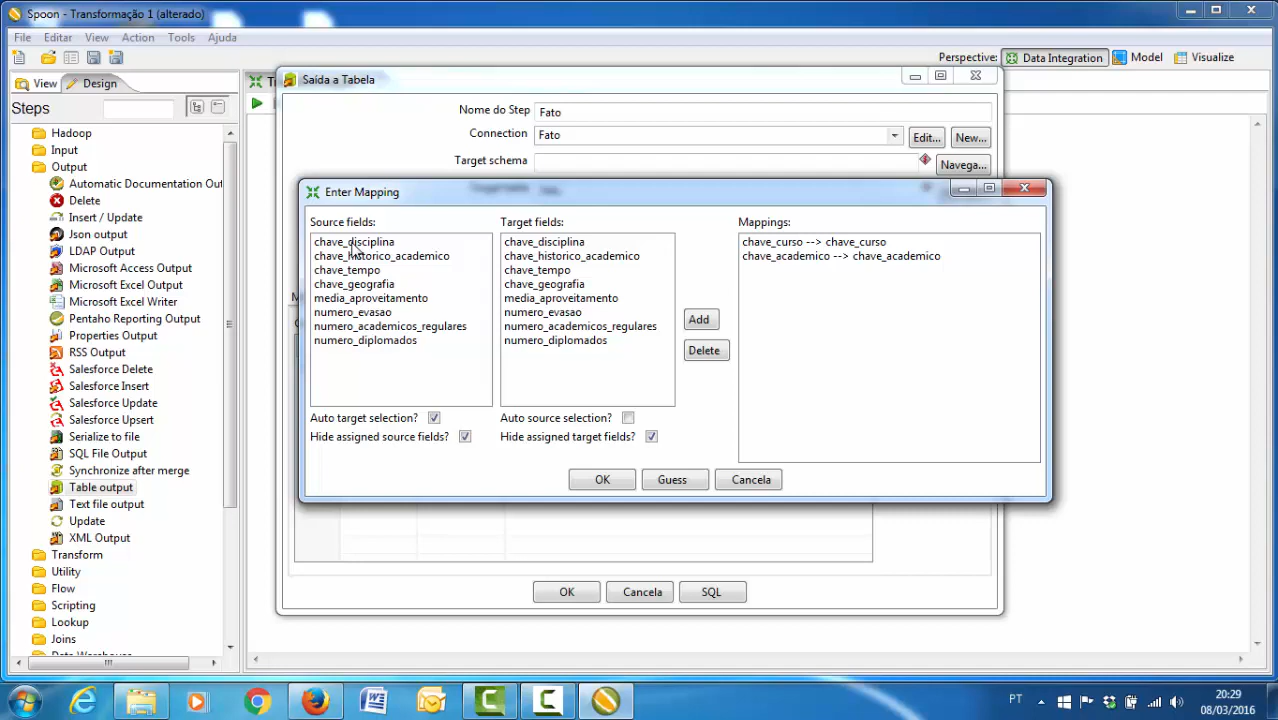 Spoon - Transformação 1 (alterado)
File Editar View Action Tools Ajuda
Perspective: Data Integration Model Visualize
View Design
Steps
Hadoop
Input
Output
Automatic Documentation Out
Delete
Insert / Update
Json output
LDAP Output
Microsoft Access Output
Microsoft Excel Output
Microsoft Excel Writer
Pentaho Reporting Output
Properties Output
RSS Output
Salesforce Delete
Salesforce Insert
Salesforce Update
Salesforce Upsert
Serialize to file
SQL File Output
Synchronize after merge
Table output
Text file output
Update
XML Output
Transform
Utility
Flow
Scripting
Lookup
Joins
Saída a Tabela
Nome do Step Fato
Connection Fato Edit... New...
Target schema Navega...
Enter Mapping
Source fields: Target fields: Mappings:
chave_disciplina chave_disciplina chave_curso --> chave_curso
chave_historico_academico chave_historico_academico chave_academico --> chave_academico
chave_tempo chave_tempo
chave_geografia chave_geografia
media_aproveitamento media_aproveitamento
numero_evasao numero_evasao Add
numero_academicos_regulares numero_academicos_regulares
numero_diplomados numero_diplomados Delete
Auto target selection? Auto source selection?
Hide assigned source fields? Hide assigned target fields?
OK Guess Cancela
OK Cancela SQL
PT 20:29
08/03/2016